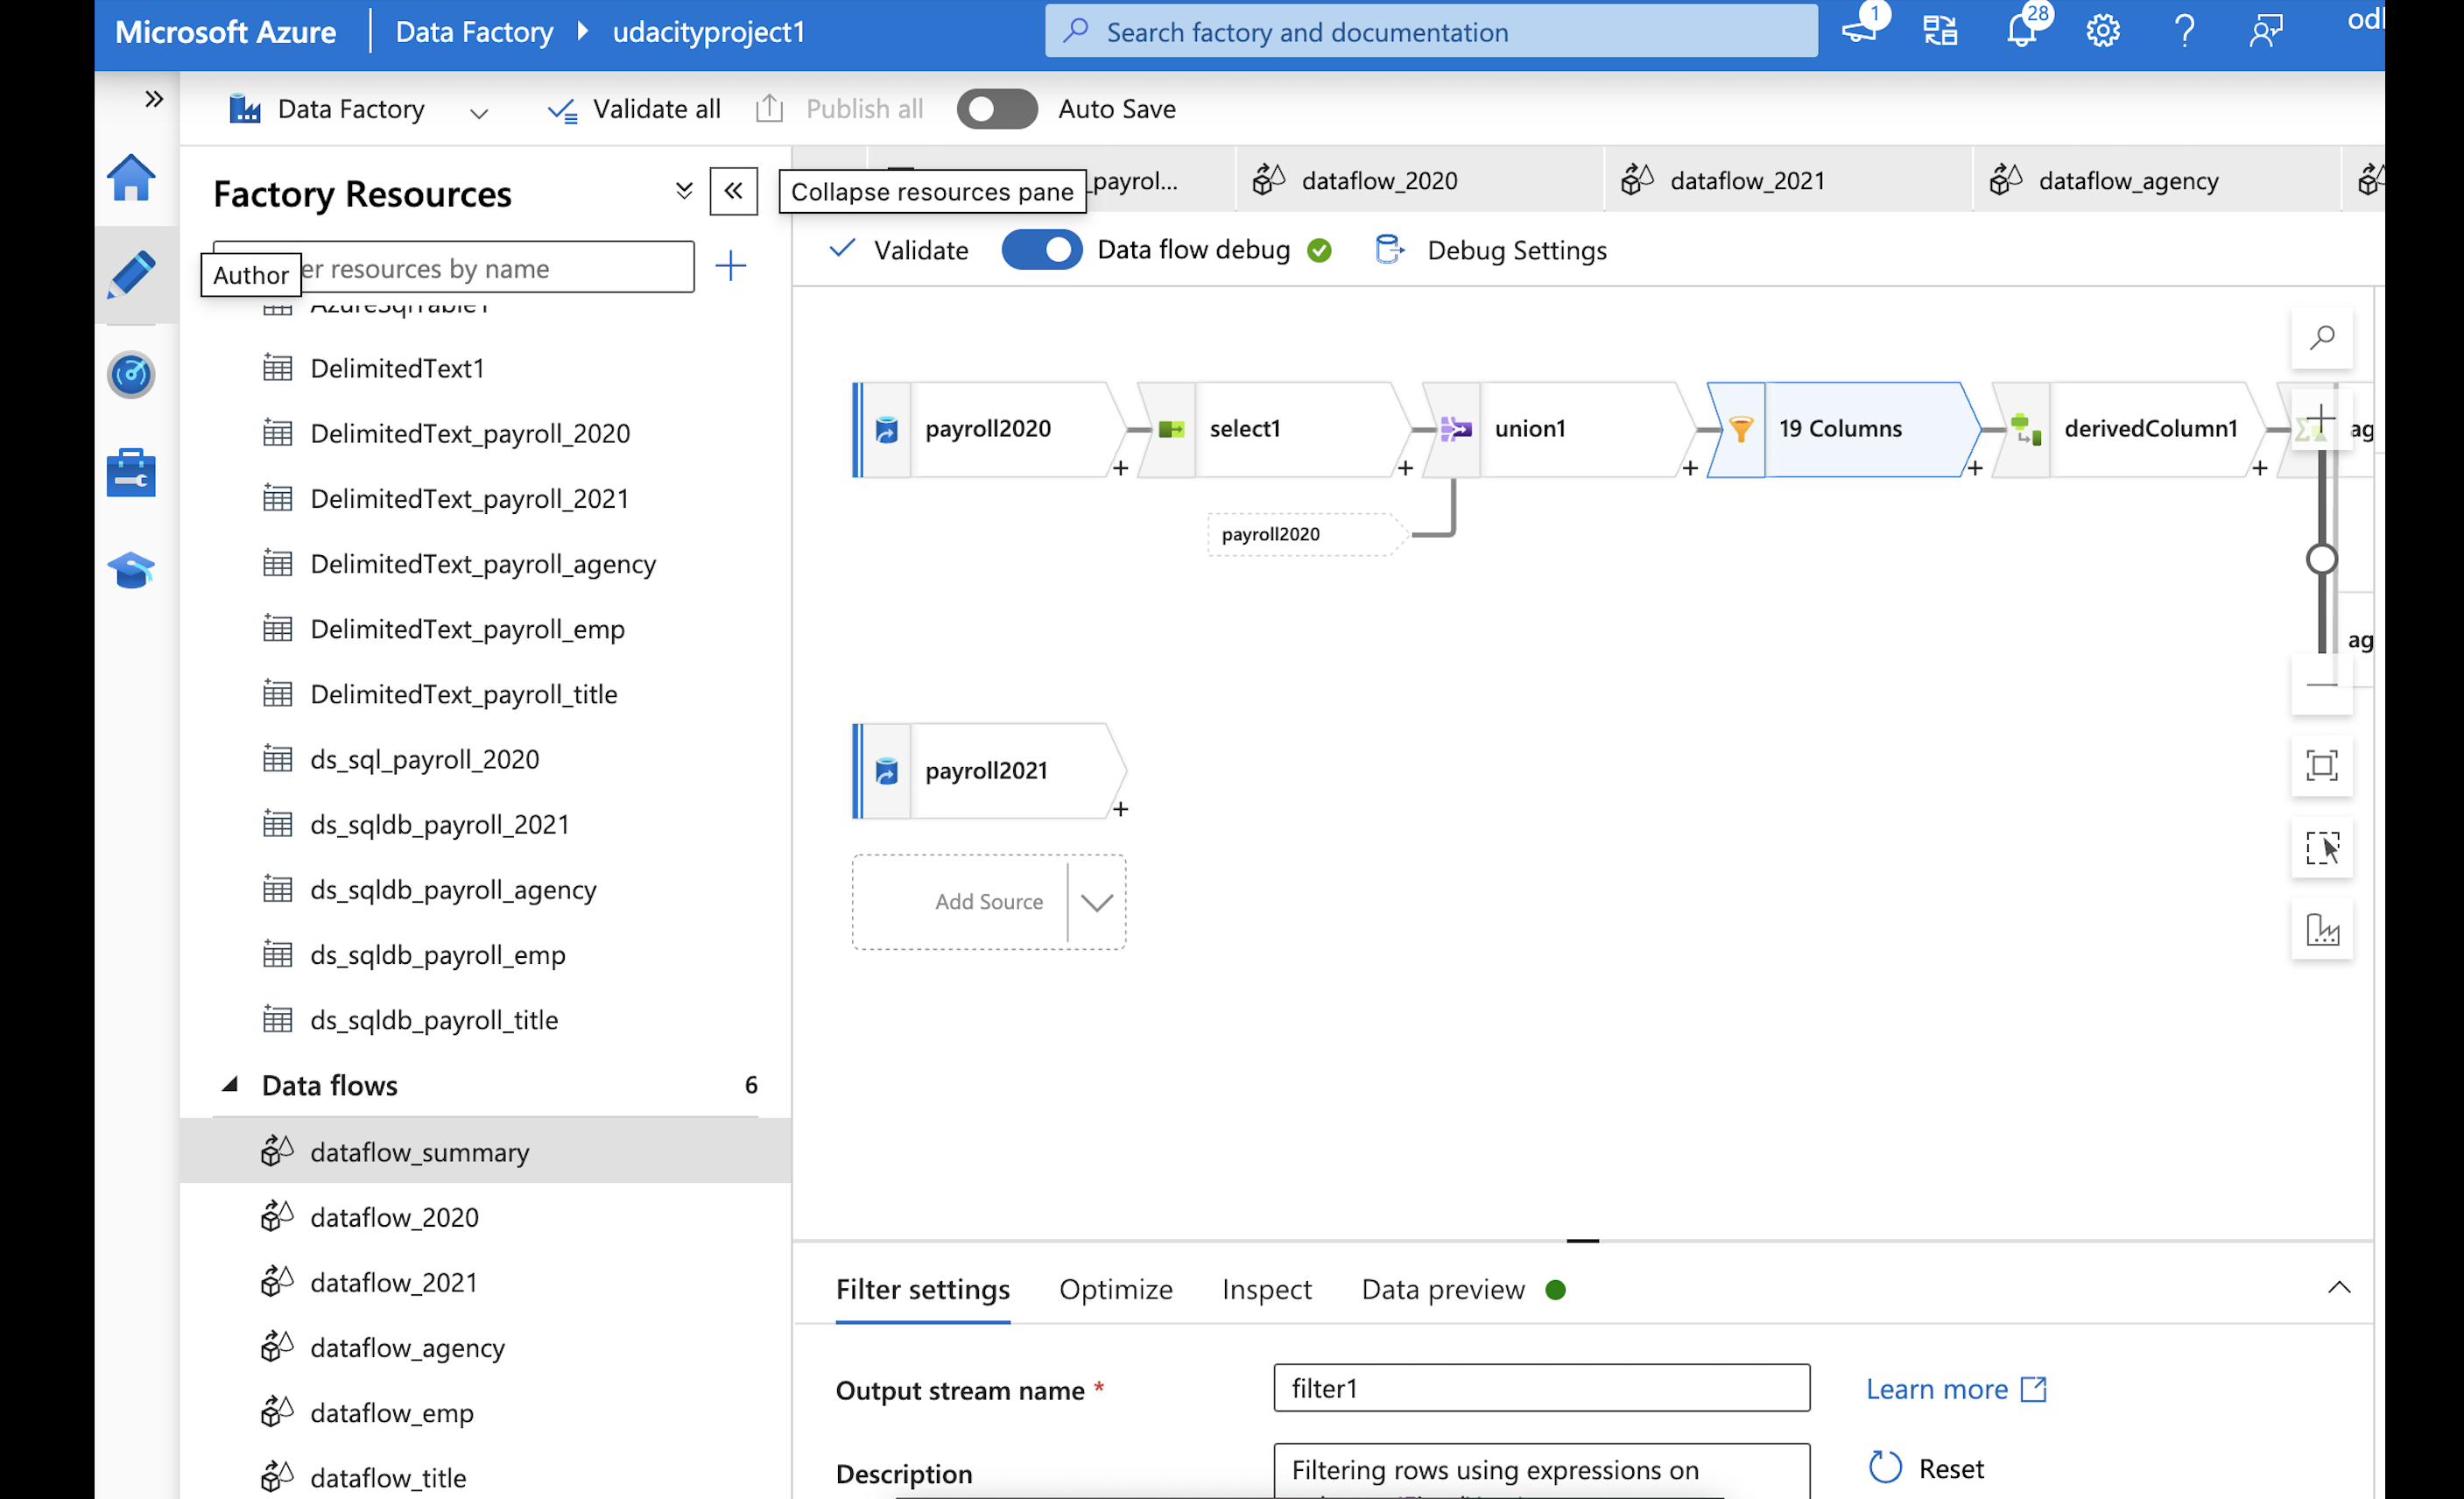 Microsoft Azure
Data Factory
udacityproject1
Search factory and documentation
1
28
Data Factory
Validate all
Publish all
Auto Save
Factory Resources
Collapse resources pane
_payrol...
dataflow_2020
dataflow_2021
dataflow_agency
Author
er resources by name
Validate
Data flow debug
Debug Settings
AzureSqlTable1
DelimitedText1
DelimitedText_payroll_2020
DelimitedText_payroll_2021
DelimitedText_payroll_agency
DelimitedText_payroll_emp
DelimitedText_payroll_title
ds_sql_payroll_2020
ds_sqldb_payroll_2021
ds_sqldb_payroll_agency
ds_sqldb_payroll_emp
ds_sqldb_payroll_title
Data flows
6
dataflow_summary
dataflow_2020
dataflow_2021
dataflow_agency
dataflow_emp
dataflow_title
payroll2020
select1
union1
19 Columns
derivedColumn1
ag
payroll2020
ag
payroll2021
Add Source
Filter settings
Optimize
Inspect
Data preview
Output stream name *
filter1
Learn more
Description
Filtering rows using expressions on
Reset